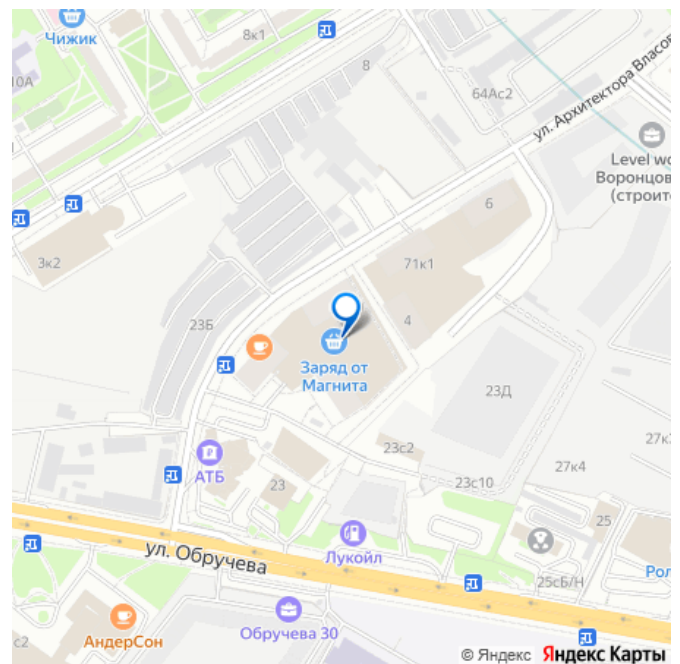 Чижик
8к1
10А
8
64Ас2
ул. Архитектора Власов
Level wo
Воронцов
(строите
6
3к2
71к1
23Б
4
Заряд от
Магнита
23Д
23с2
27к
АТБ
27к4
23
23с10
25
Лукойл
ул. Обручева
25сБ/Н
Рол
Обручева 30
с2
АндерСон
© Яндекс Яндекс Карты